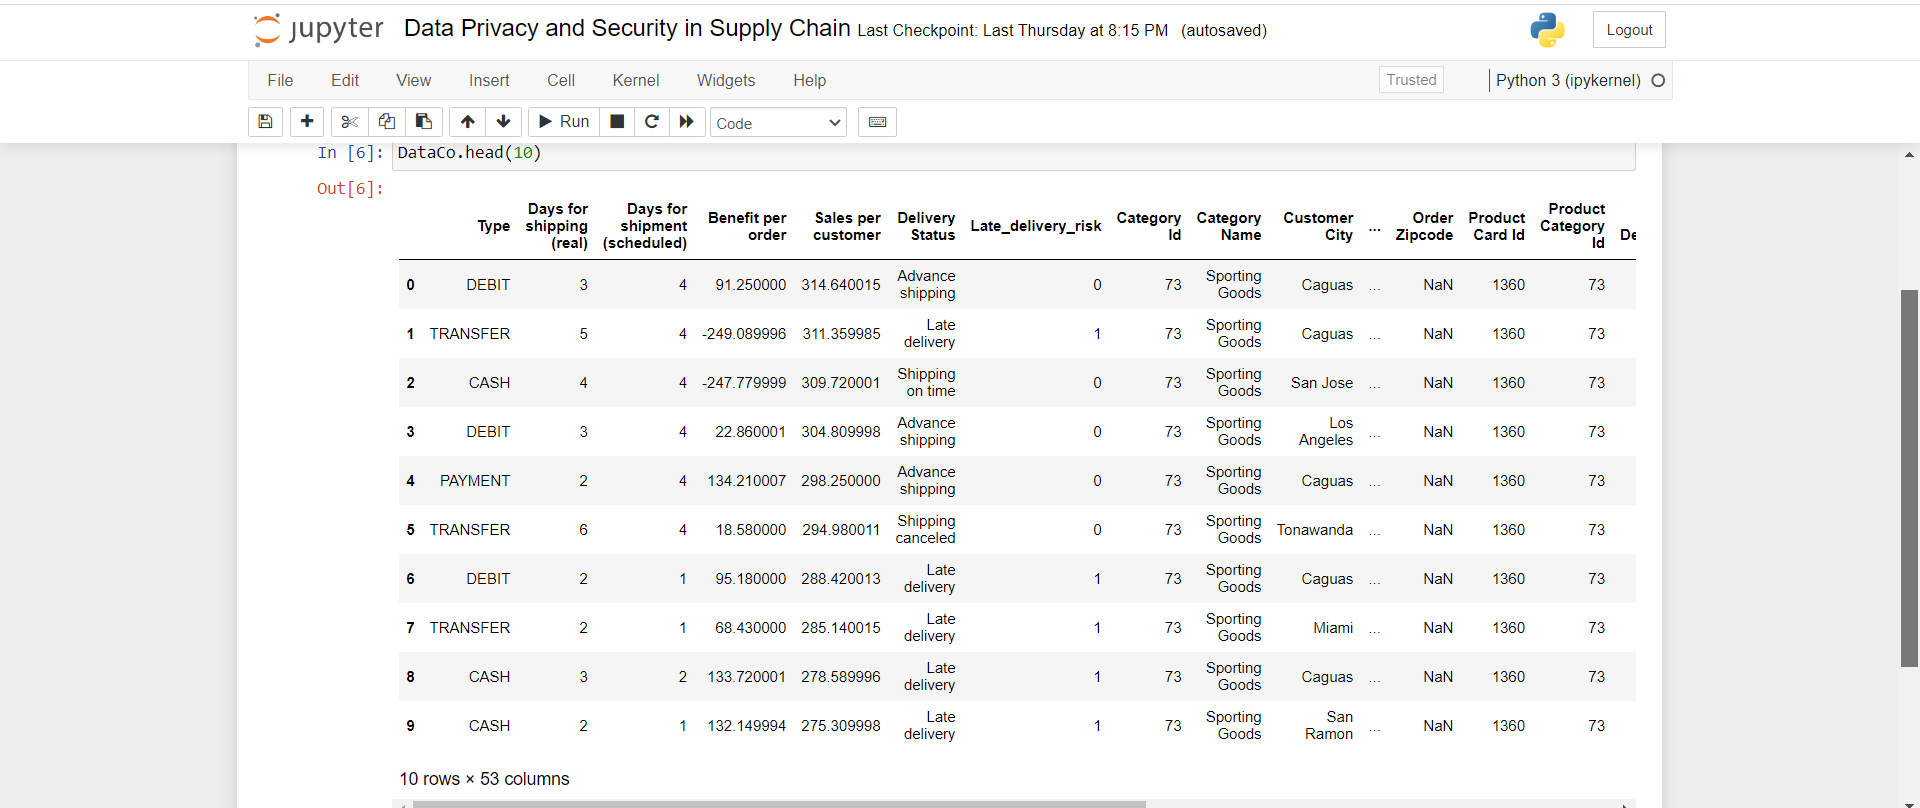 jupyter Data Privacy and Security in Supply Chain Last Checkpoint: Last Thursday at 8:15 PM (autosaved) Logout
File Edit View Insert Cell Kernel Widgets Help Trusted Python 3 (ipykernel)
Run Code
In [6]: DataCo.head(10)
Out[6]:
Type Days for shipping (real) Days for shipment (scheduled) Benefit per order Sales per customer Delivery Status Late_delivery_risk Category Id Category Name Customer City ... Order Zipcode Product Card Id Product Category Id De
0 DEBIT 3 4 91.250000 314.640015 Advance shipping 0 73 Sporting Goods Caguas ... NaN 1360 73
1 TRANSFER 5 4 -249.089996 311.359985 Late delivery 1 73 Sporting Goods Caguas ... NaN 1360 73
2 CASH 4 4 -247.779999 309.720001 Shipping on time 0 73 Sporting Goods San Jose ... NaN 1360 73
3 DEBIT 3 4 22.860001 304.809998 Advance shipping 0 73 Sporting Goods Los Angeles ... NaN 1360 73
4 PAYMENT 2 4 134.210007 298.250000 Advance shipping 0 73 Sporting Goods Caguas ... NaN 1360 73
5 TRANSFER 6 4 18.580000 294.980011 Shipping canceled 0 73 Sporting Goods Tonawanda ... NaN 1360 73
6 DEBIT 2 1 95.180000 288.420013 Late delivery 1 73 Sporting Goods Caguas ... NaN 1360 73
7 TRANSFER 2 1 68.430000 285.140015 Late delivery 1 73 Sporting Goods Miami ... NaN 1360 73
8 CASH 3 2 133.720001 278.589996 Late delivery 1 73 Sporting Goods Caguas ... NaN 1360 73
9 CASH 2 1 132.149994 275.309998 Late delivery 1 73 Sporting Goods San Ramon ... NaN 1360 73
10 rows × 53 columns